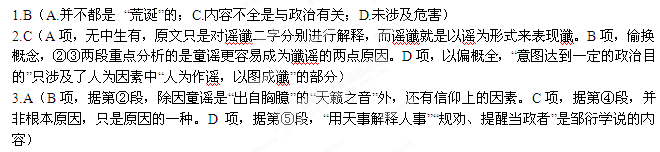 1.B（A.并不都是 “荒诞”的；C.内容不全是与政治有关；D.未涉及危害）
2.C（A 项，无中生有，原文只是对谣谶二字分别进行解释，而谣谶就是以谣为形式来表现谶。B 项，偷换
概念，②③两段重点分析的是童谣更容易成为谶谣的两点原因。D 项，以偏概全，“意图达到一定的政治目
的”只涉及了人为因素中“人为作谣，以图成谶”的部分）
3.A（B 项，据第②段，除因童谣是“出自胸臆”的“天籁之音”外，还有信仰上的因素。C 项，据第④段，并
非根本原因，只是原因的一种。D 项，据第⑤段，“用天事解释人事”“规劝、提醒当政者”是邹衍学说的内
容）